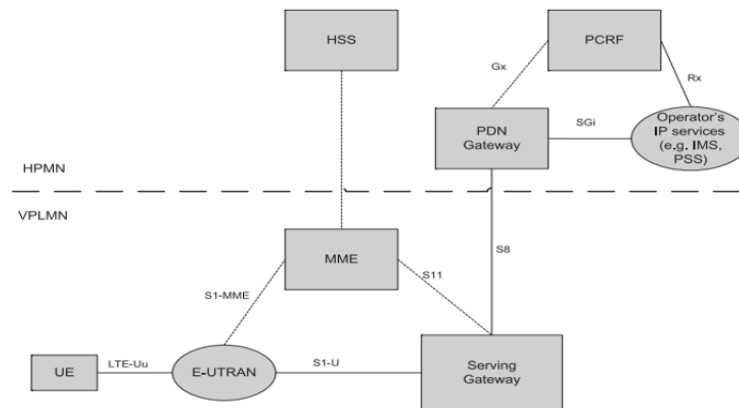 HSS
PCRF
Gx
Rx
PDN
Gateway
SGi
Operator's
IP services
(e.g. IMS,
PSS)
HPMN
VPLMN
MME
S8
S11
S1-MME
UE
LTE-Uu
E-UTRAN
S1-U
Serving
Gateway